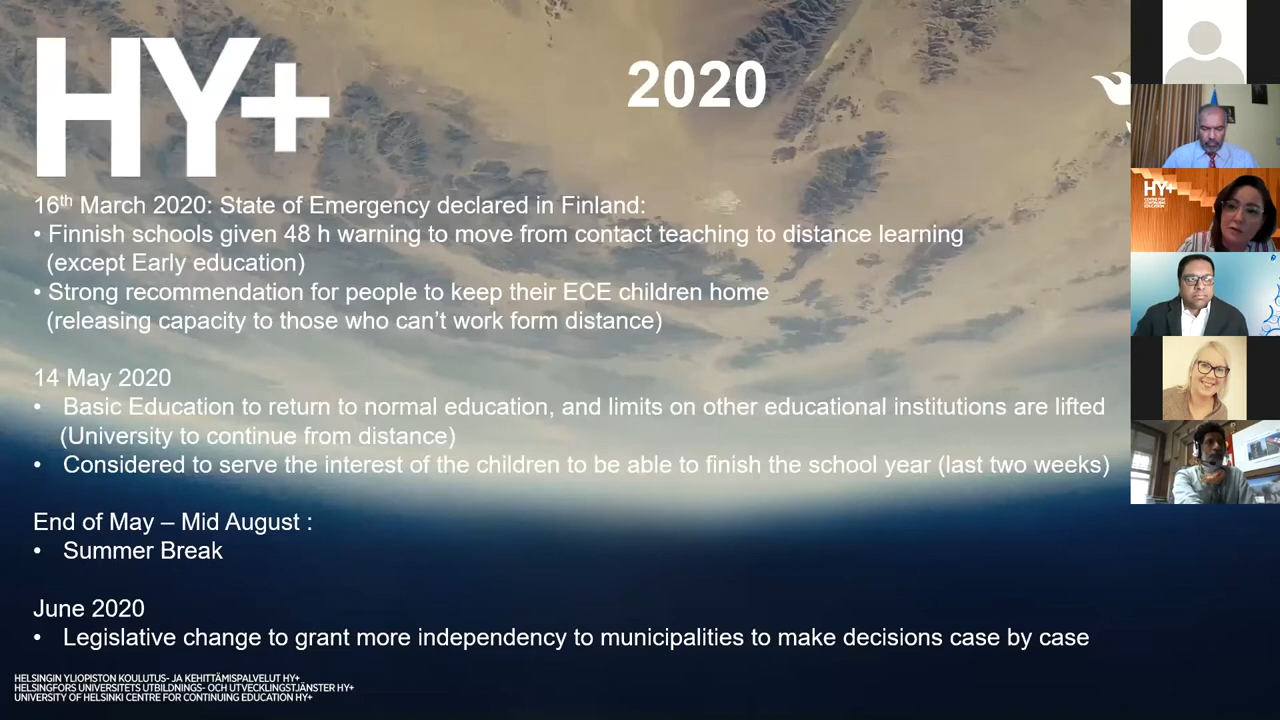 HY+
2020
16th March 2020: State of Emergency declared in Finland:
• Finnish schools given 48 h warning to move from contact teaching to distance learning
(except Early education)
• Strong recommendation for people to keep their ECE children home
(releasing capacity to those who can’t work form distance)
14 May 2020
• Basic Education to return to normal education, and limits on other educational institutions are lifted
(University to continue from distance)
• Considered to serve the interest of the children to be able to finish the school year (last two weeks)
End of May – Mid August :
• Summer Break
June 2020
• Legislative change to grant more independency to municipalities to make decisions case by case
HELSINGIN YLIOPISTON KOULUTUS- JA KEHITTÄMISPALVELUT HY+
HELSINGFORS UNIVERSITETS UTBILDNINGS- OCH UTVECKLINGSTJÄNSTER HY+
UNIVERSITY OF HELSINKI CENTRE FOR CONTINUING EDUCATION HY+
HY+
CENTRE FOR
CONTINUING
EDUCATION